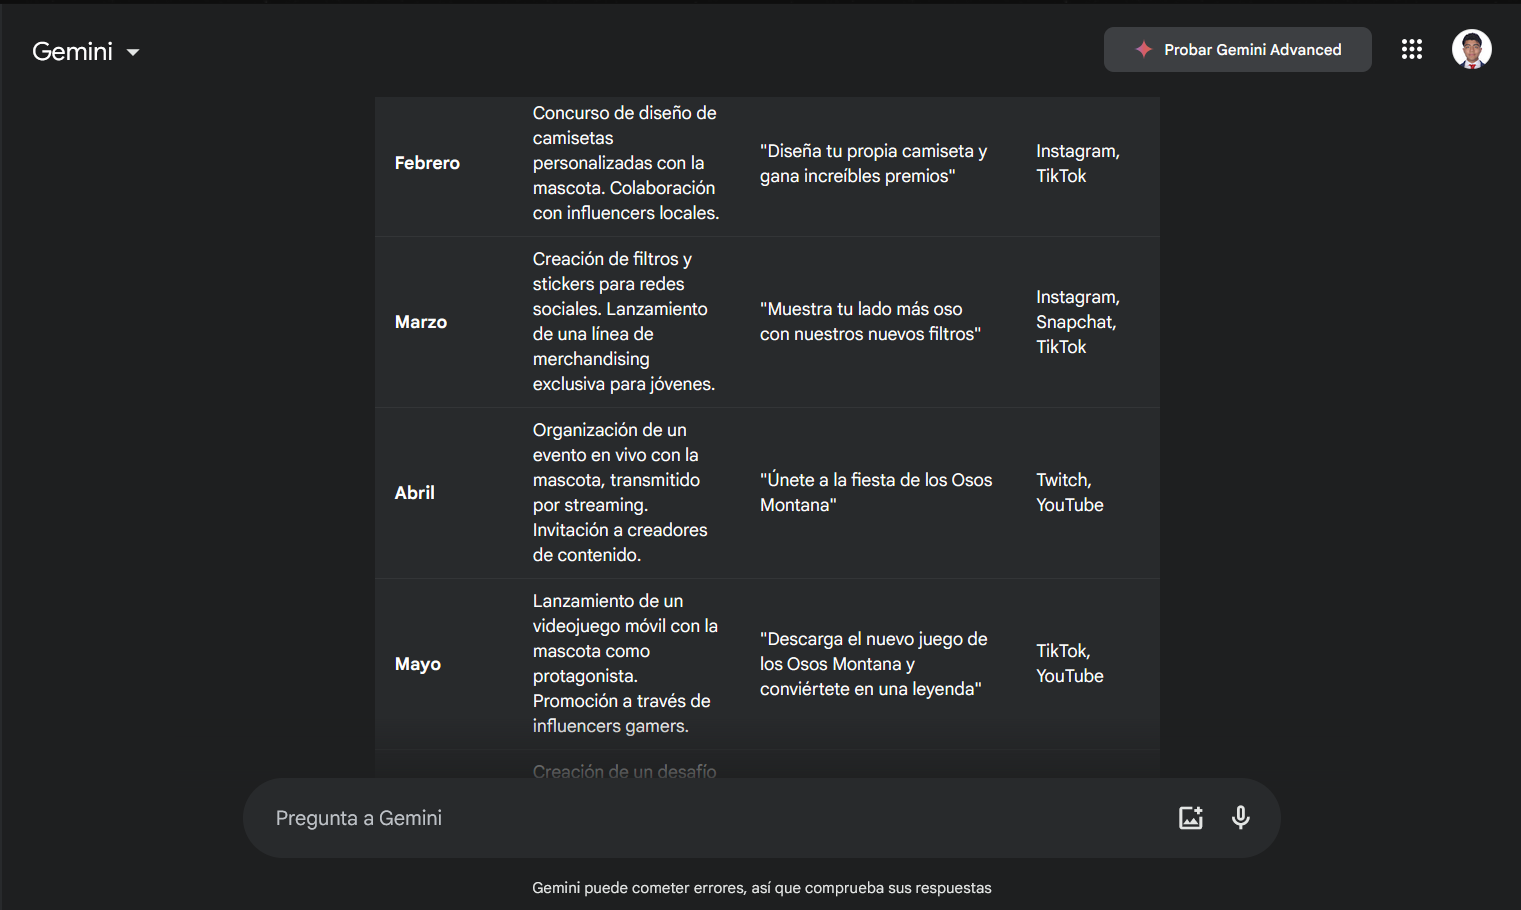 Gemini
Probar Gemini Advanced
Febrero
Concurso de diseño de
camisetas
personalizadas con la
mascota. Colaboración
con influencers locales.
"Diseña tu propia camiseta y
gana increíbles premios"
Instagram,
TikTok
Marzo
Creación de filtros y
stickers para redes
sociales. Lanzamiento
de una línea de
merchandising
exclusiva para jóvenes.
"Muestra tu lado más oso
con nuestros nuevos filtros"
Instagram,
Snapchat,
TikTok
Abril
Organización de un
evento en vivo con la
mascota, transmitido
por streaming.
Invitación a creadores
de contenido.
"Únete a la fiesta de los Osos
Montana"
Twitch,
YouTube
Mayo
Lanzamiento de un
videojuego móvil con la
mascota como
protagonista.
Promoción a través de
influencers gamers.
"Descarga el nuevo juego de
los Osos Montana y
conviértete en una leyenda"
TikTok,
YouTube
Creación de un desafío
Pregunta a Gemini
Gemini puede cometer errores, así que comprueba sus respuestas